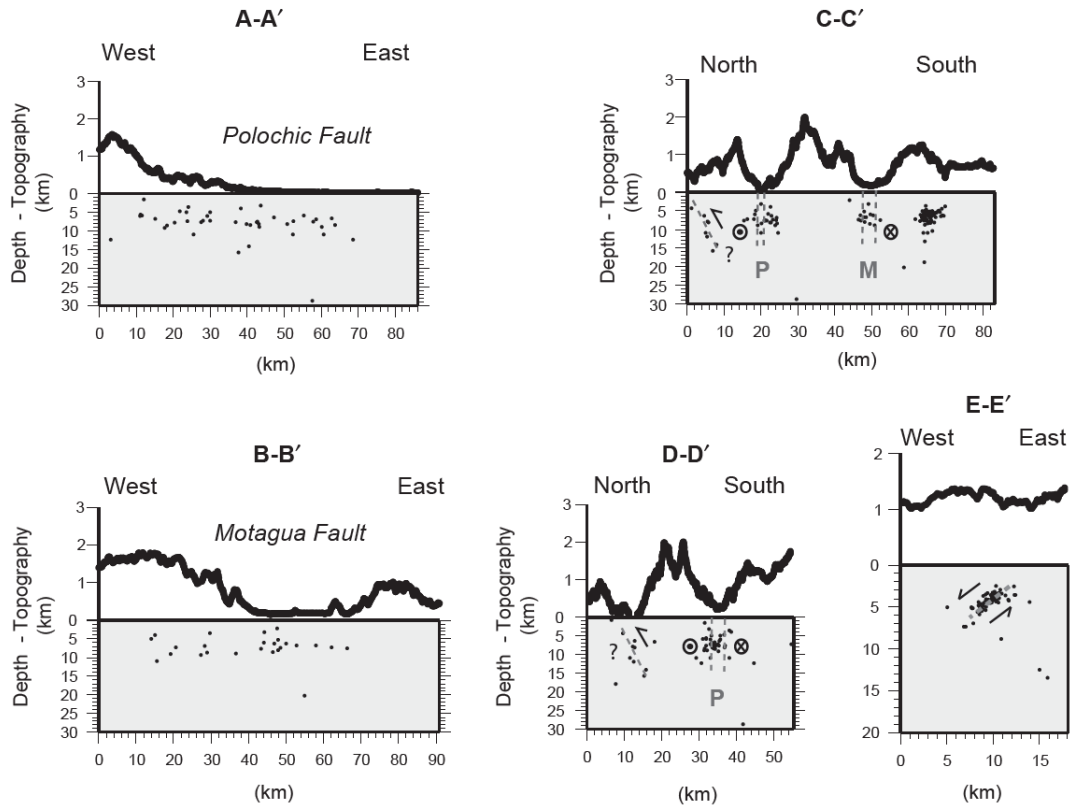 A-A′
West East
Polochic Fault
Depth - Topography
(km)
3
2
1
0
5
10
15
20
25
30
0 10 20 30 40 50 60 70 80
(km)
C-C′
North South
Depth - Topography
(km)
3
2
1
0
5
10
15
20
25
30
?
P M
0 10 20 30 40 50 60 70 80
(km)
B-B′
West East
Motagua Fault
Depth - Topography
(km)
3
2
1
0
5
10
15
20
25
30
0 10 20 30 40 50 60 70 80 90
(km)
D-D′
North South
Depth - Topography
(km)
3
2
1
0
5
10
15
20
25
30
?
P
0 10 20 30 40 50
(km)
E-E′
West East
2
1
0
5
10
15
20
0 5 10 15
(km)